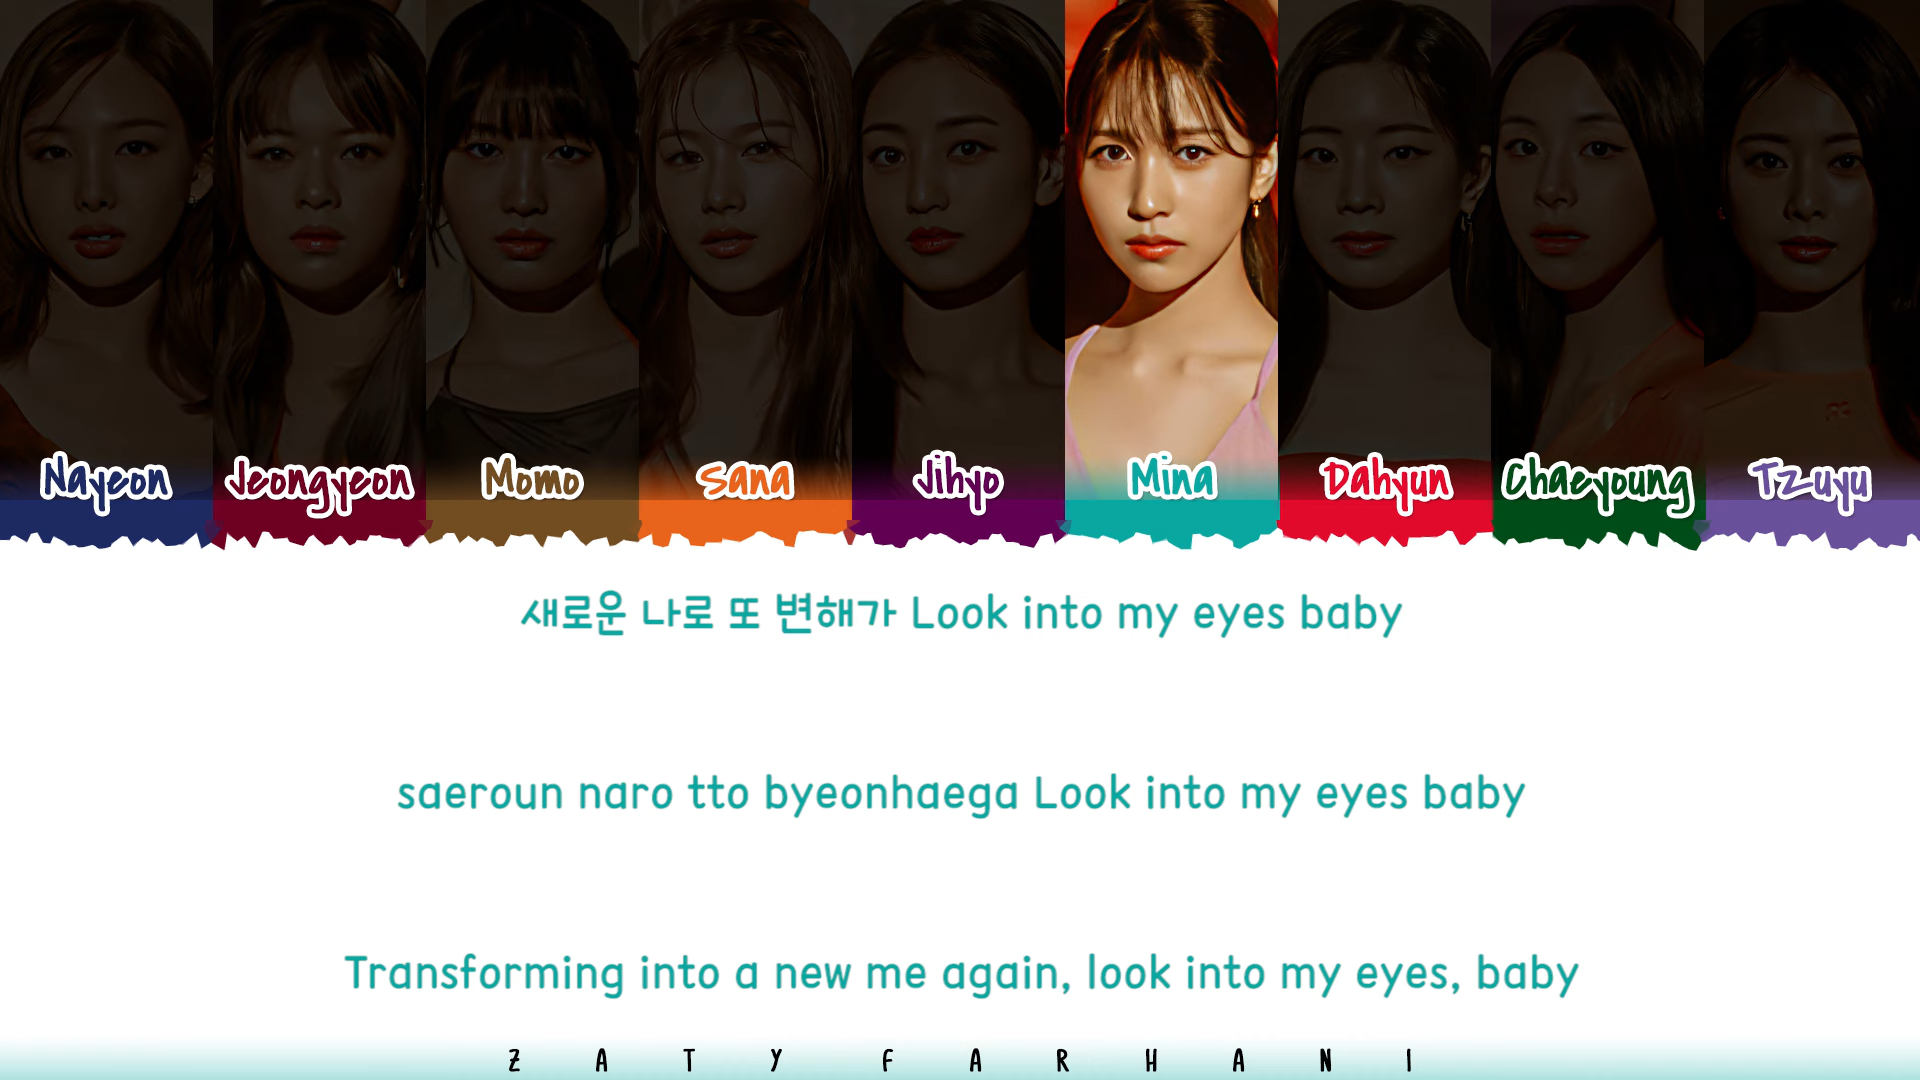 Nayeon Jeongyeon Momo Sana Jihyo Mina Dahyun Chaeyoung Tzuyu
새로운 나로 또 변해가 Look into my eyes baby
saeroun naro tto byeonhaega Look into my eyes baby
Transforming into a new me again, look into my eyes, baby
ZATY FARHANI